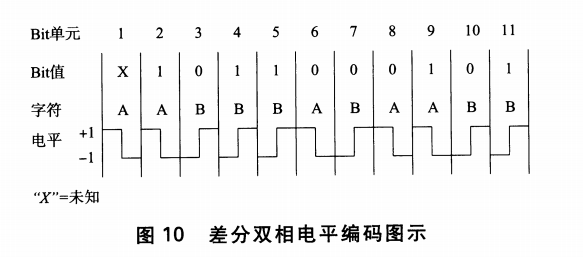 Bit单元 1 2 3 4 5 6 7 8 9 10 11
Bit值 X 1 0 1 1 0 0 0 1 0 1
字符 A A B B B A B A A B B
电平 +1
−1
“X”=未知
图 10 差分双相电平编码图示